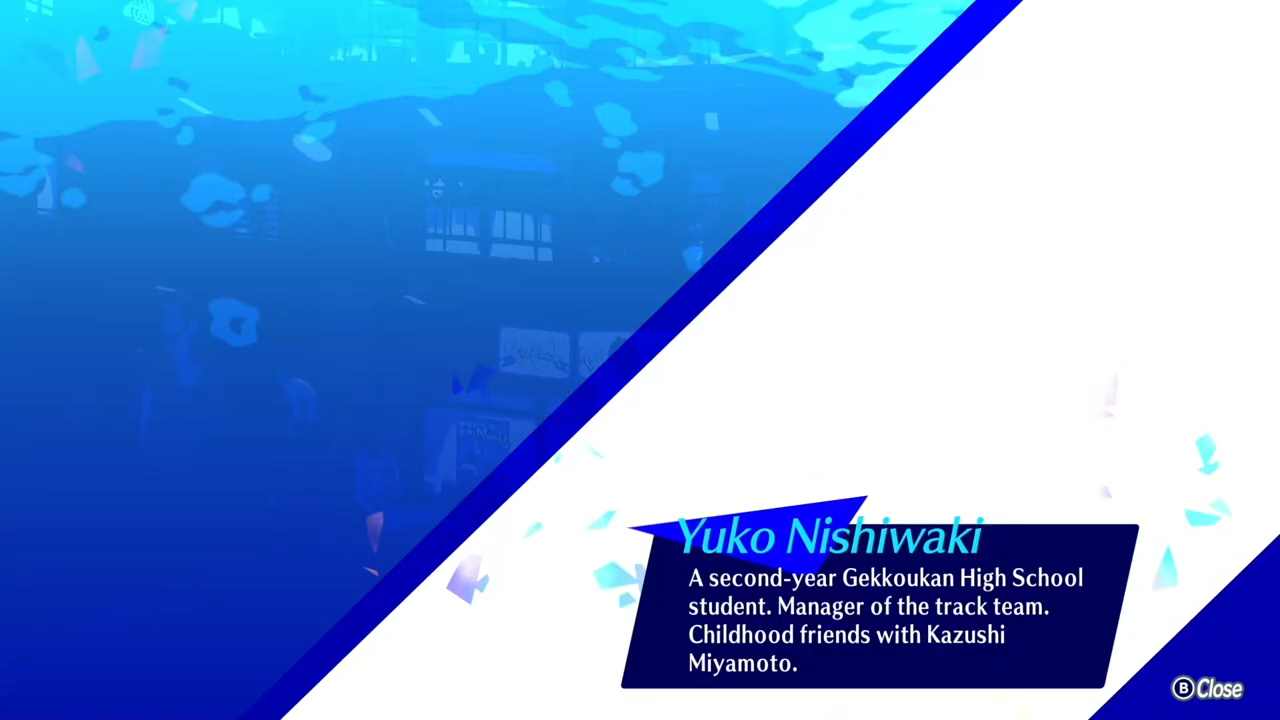 Yuko Nishiwaki
A second-year Gekkoukan High School
student. Manager of the track team.
Childhood friends with Kazushi
Miyamoto.
B Close